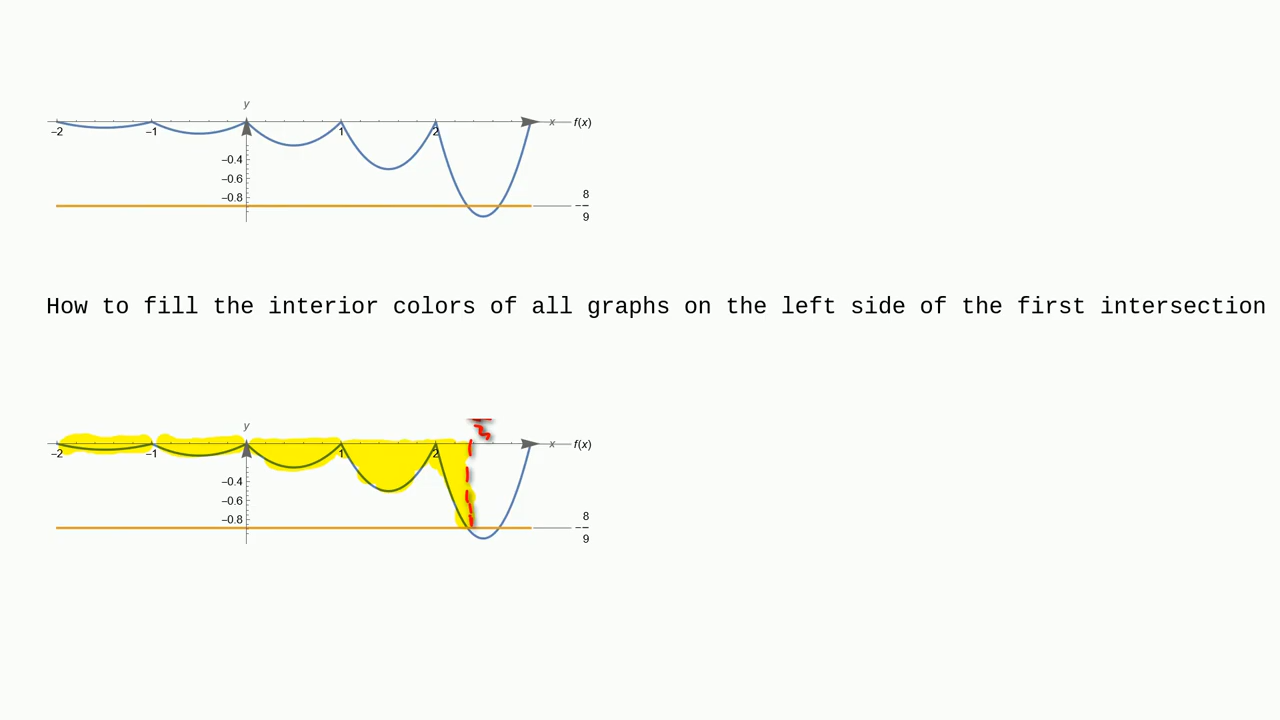 y
-2 -1 1 2 x f(x)
-0.4
-0.6
-0.8
- 8/9
How to fill the interior colors of all graphs on the left side of the first intersection
y
-2 -1 1 2 x f(x)
-0.4
-0.6
-0.8
- 8/9